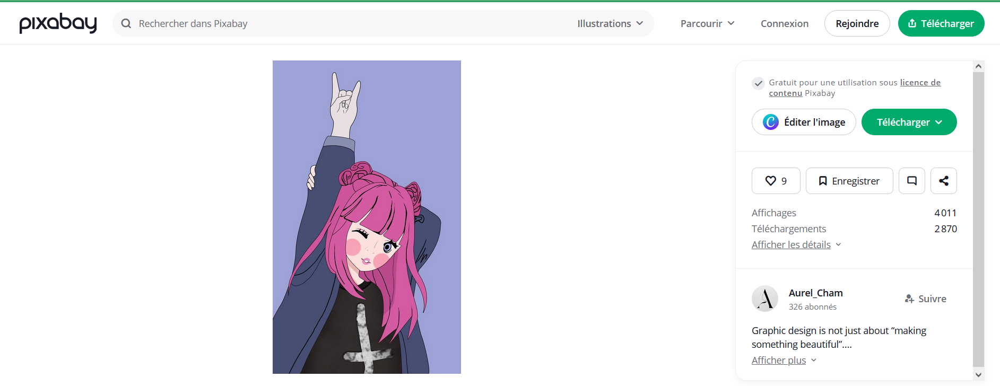 pixabay
Rechercher dans Pixabay
Illustrations
Parcourir
Connexion
Rejoindre
Télécharger
Gratuit pour une utilisation sous licence de
contenu Pixabay
Éditer l'image
Télécharger
9
Enregistrer
Affichages 4 011
Téléchargements 2 870
Afficher les détails
Aurel_Cham
326 abonnés
Suivre
Graphic design is not just about “making
something beautiful”....
Afficher plus